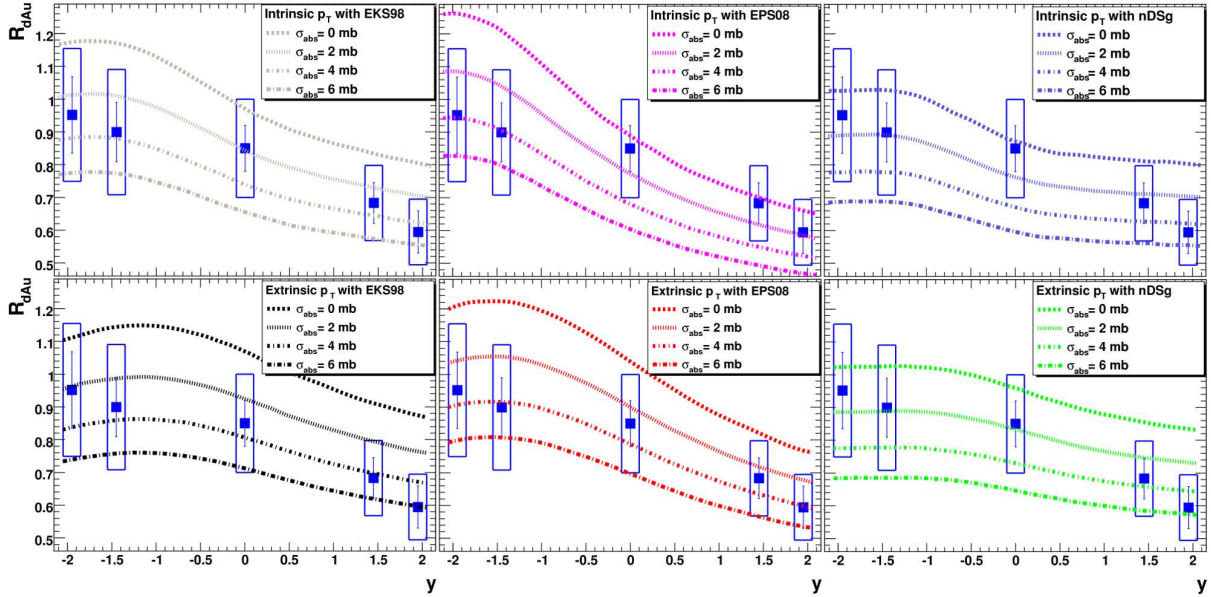 R_dAu
1.2
1.1
1
0.9
0.8
0.7
0.6
0.5
Intrinsic p_T with EKS98
σ_abs= 0 mb
σ_abs= 2 mb
σ_abs= 4 mb
σ_abs= 6 mb
Intrinsic p_T with EPS08
σ_abs= 0 mb
σ_abs= 2 mb
σ_abs= 4 mb
σ_abs= 6 mb
Intrinsic p_T with nDSg
σ_abs= 0 mb
σ_abs= 2 mb
σ_abs= 4 mb
σ_abs= 6 mb
R_dAu
1.2
1.1
1
0.9
0.8
0.7
0.6
0.5
Extrinsic p_T with EKS98
σ_abs= 0 mb
σ_abs= 2 mb
σ_abs= 4 mb
σ_abs= 6 mb
Extrinsic p_T with EPS08
σ_abs= 0 mb
σ_abs= 2 mb
σ_abs= 4 mb
σ_abs= 6 mb
Extrinsic p_T with nDSg
σ_abs= 0 mb
σ_abs= 2 mb
σ_abs= 4 mb
σ_abs= 6 mb
-2 -1.5 -1 -0.5 0 0.5 1 1.5 2
y
-2 -1.5 -1 -0.5 0 0.5 1 1.5 2
y
-2 -1.5 -1 -0.5 0 0.5 1 1.5 2
y